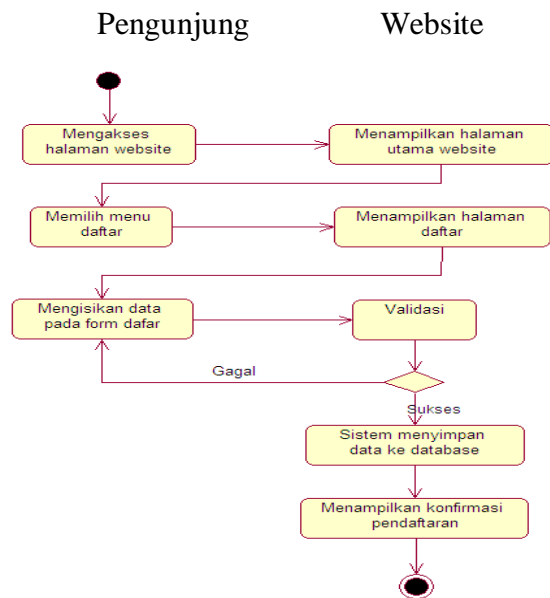 Pengunjung
Website
Mengakses
halaman website
Menampilkan halaman
utama website
Memilih menu
daftar
Menampilkan halaman
daftar
Mengisikan data
pada form dafar
Validasi
Gagal
Sukses
Sistem menyimpan
data ke database
Menampilkan konfirmasi
pendaftaran